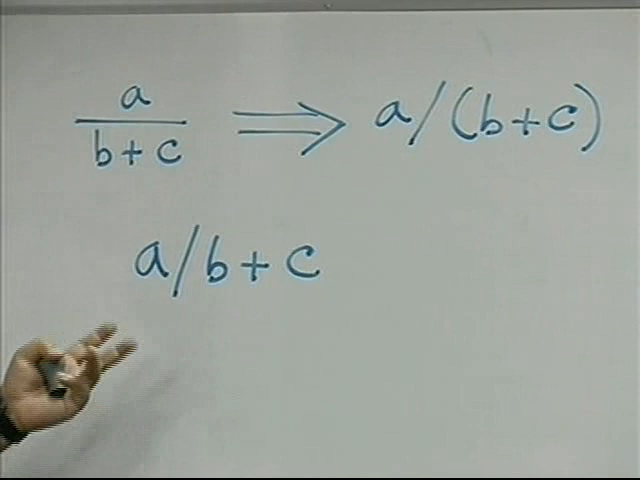 a
b + c ⟹ a / (b + c)
a / b + c